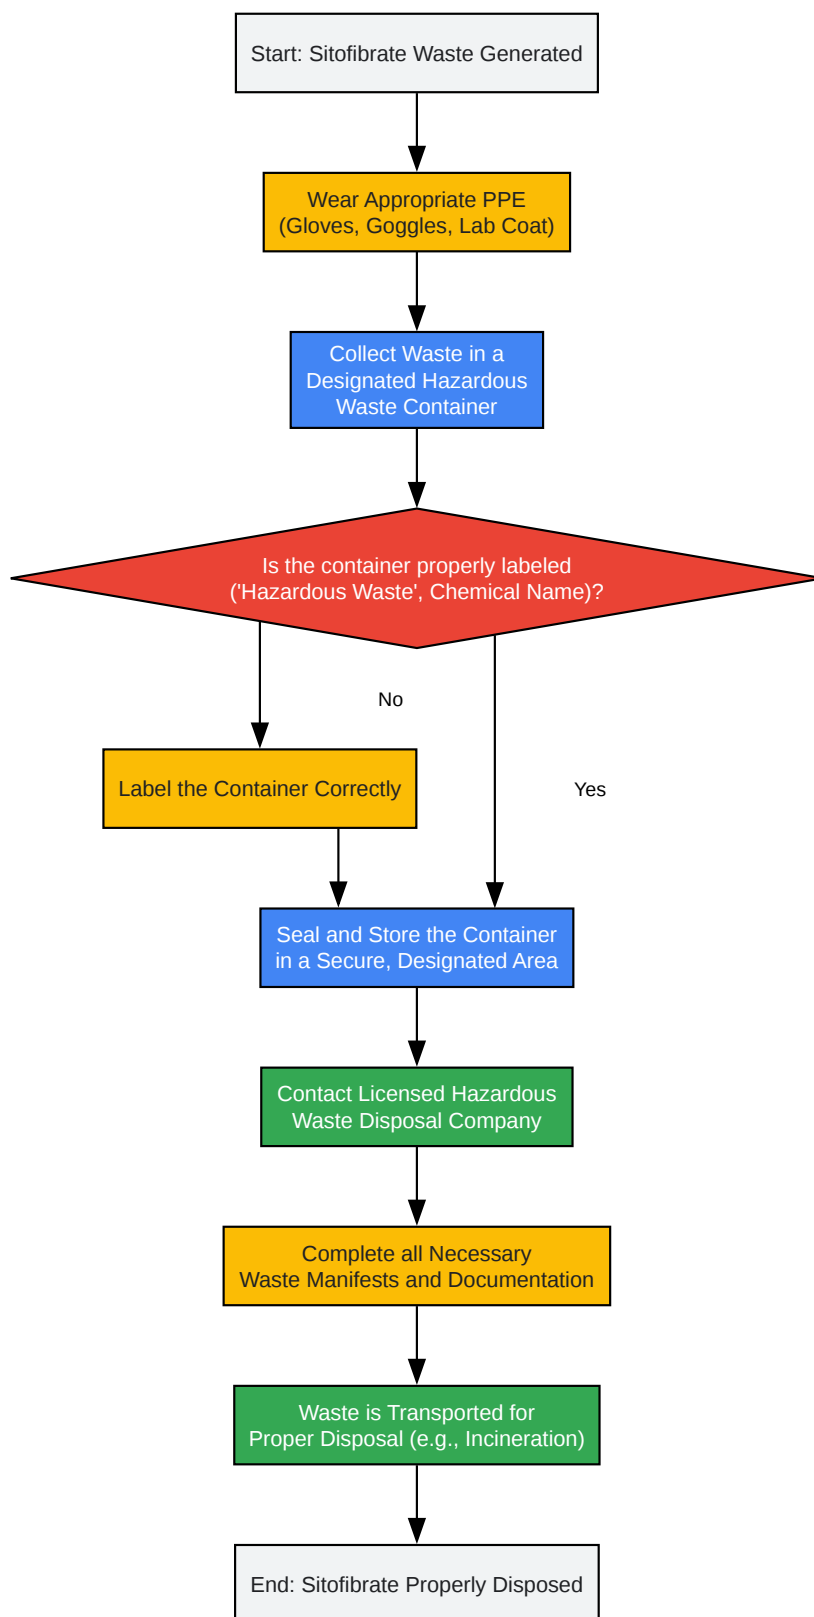 Start: Sitofibrate Waste Generated
Wear Appropriate PPE
(Gloves, Goggles, Lab Coat)
Collect Waste in a
Designated Hazardous
Waste Container
Is the container properly labeled
('Hazardous Waste', Chemical Name)?
No
Label the Container Correctly
Yes
Seal and Store the Container
in a Secure, Designated Area
Contact Licensed Hazardous
Waste Disposal Company
Complete all Necessary
Waste Manifests and Documentation
Waste is Transported for
Proper Disposal (e.g., Incineration)
End: Sitofibrate Properly Disposed